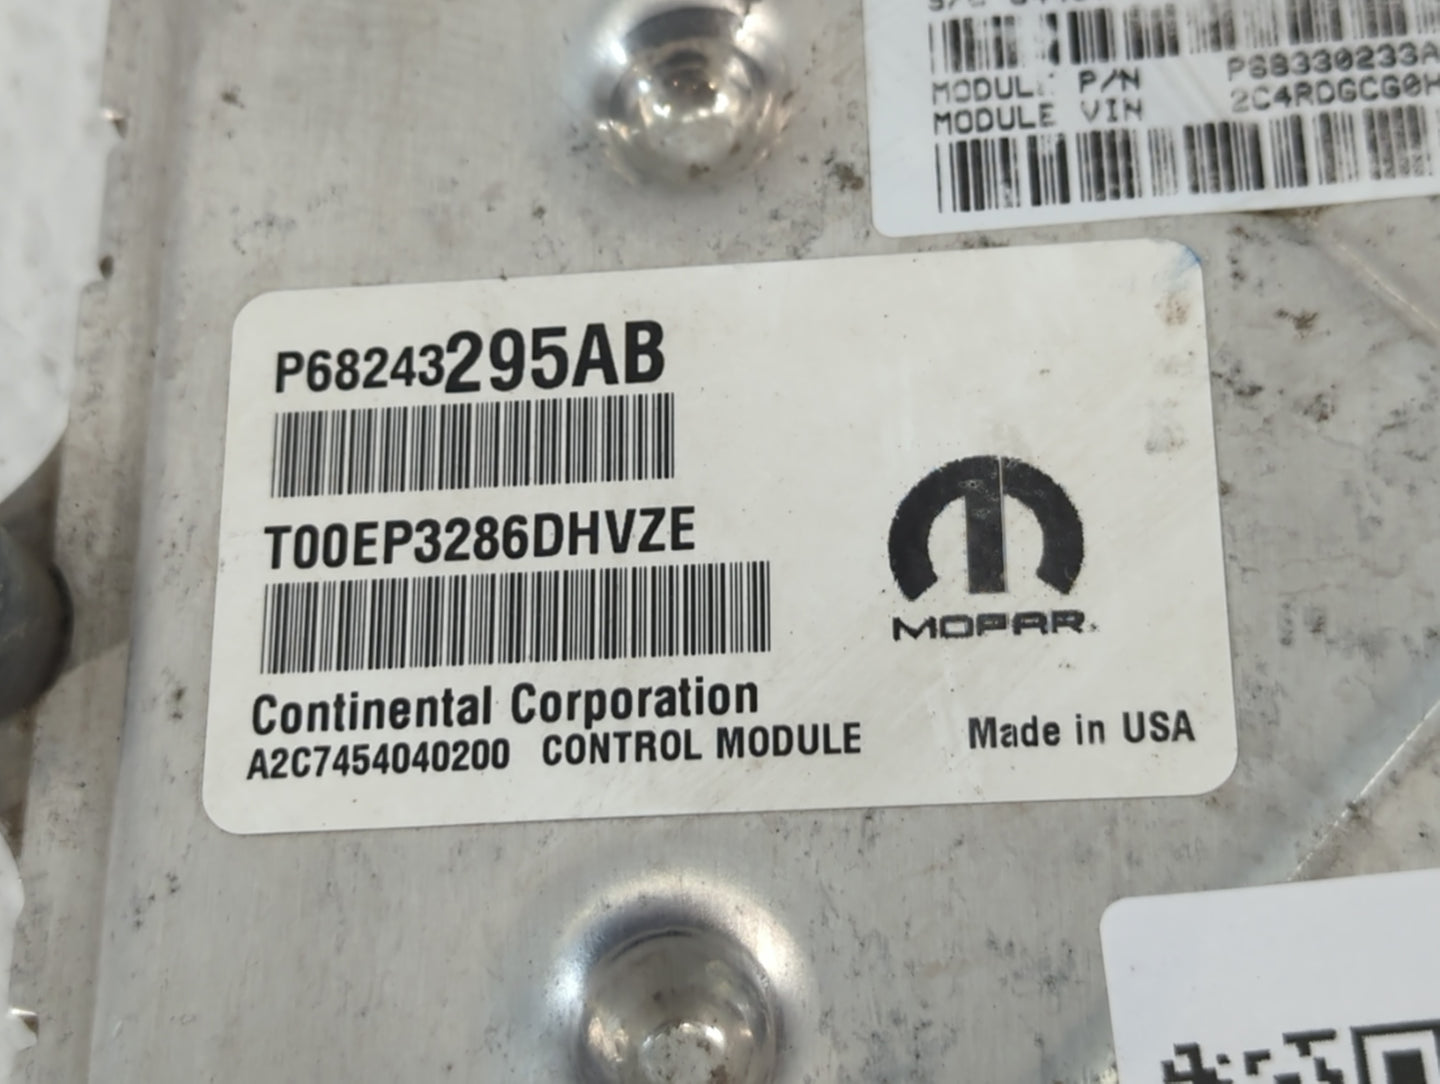 MODULE P/N P68330233A
MODULE VIN 2C4RDGCG0H
P68243295AB
T00EP3286DHVZE
MOPAR
Continental Corporation
A2C7454040200 CONTROL MODULE
Made in USA